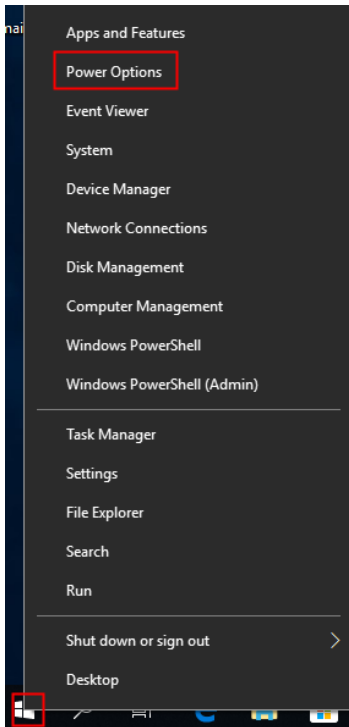 Apps and Features
Power Options
Event Viewer
System
Device Manager
Network Connections
Disk Management
Computer Management
Windows PowerShell
Windows PowerShell (Admin)
Task Manager
Settings
File Explorer
Search
Run
Shut down or sign out
Desktop